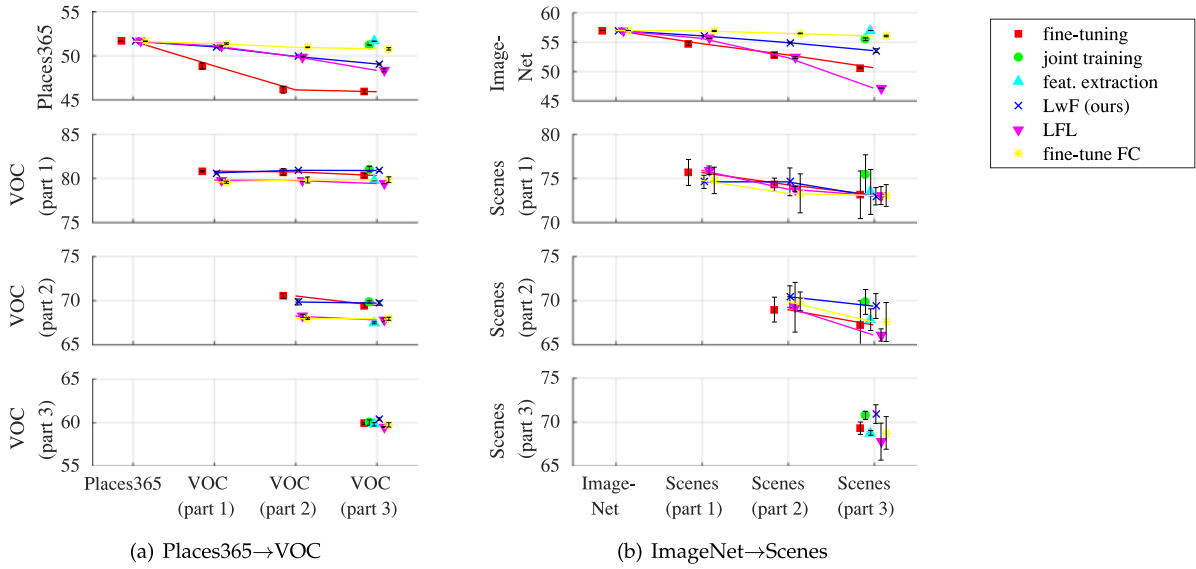 Places365
55
50
45
VOC
(part 1)
85
80
75
VOC
(part 2)
75
70
65
VOC
(part 3)
65
60
55
Places365
VOC
(part 1)
VOC
(part 2)
VOC
(part 3)
(a) Places365→VOC
Image-
Net
60
55
50
45
Scenes
(part 1)
80
75
70
Scenes
(part 2)
75
70
65
Scenes
(part 3)
75
70
65
Image-
Net
Scenes
(part 1)
Scenes
(part 2)
Scenes
(part 3)
(b) ImageNet→Scenes
fine-tuning
joint training
feat. extraction
LwF (ours)
LFL
fine-tune FC